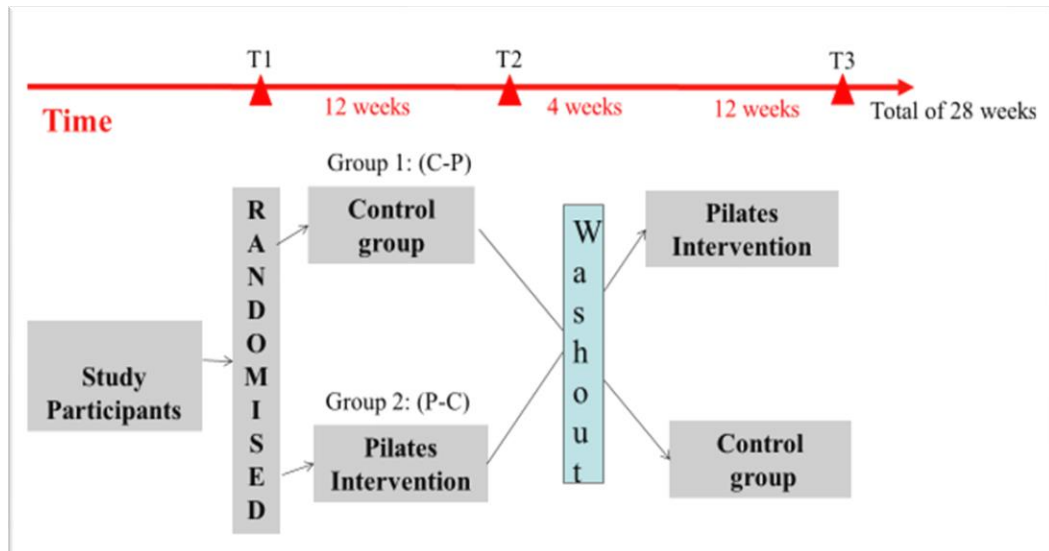 T1
T2
T3
12 weeks
4 weeks
12 weeks
Total of 28 weeks
Time
Group 1: (C-P)
R
A
N
D
O
M
I
S
E
D
Control
group
W
a
s
h
o
u
t
Pilates
Intervention
Study
Participants
Group 2: (P-C)
Pilates
Intervention
Control
group